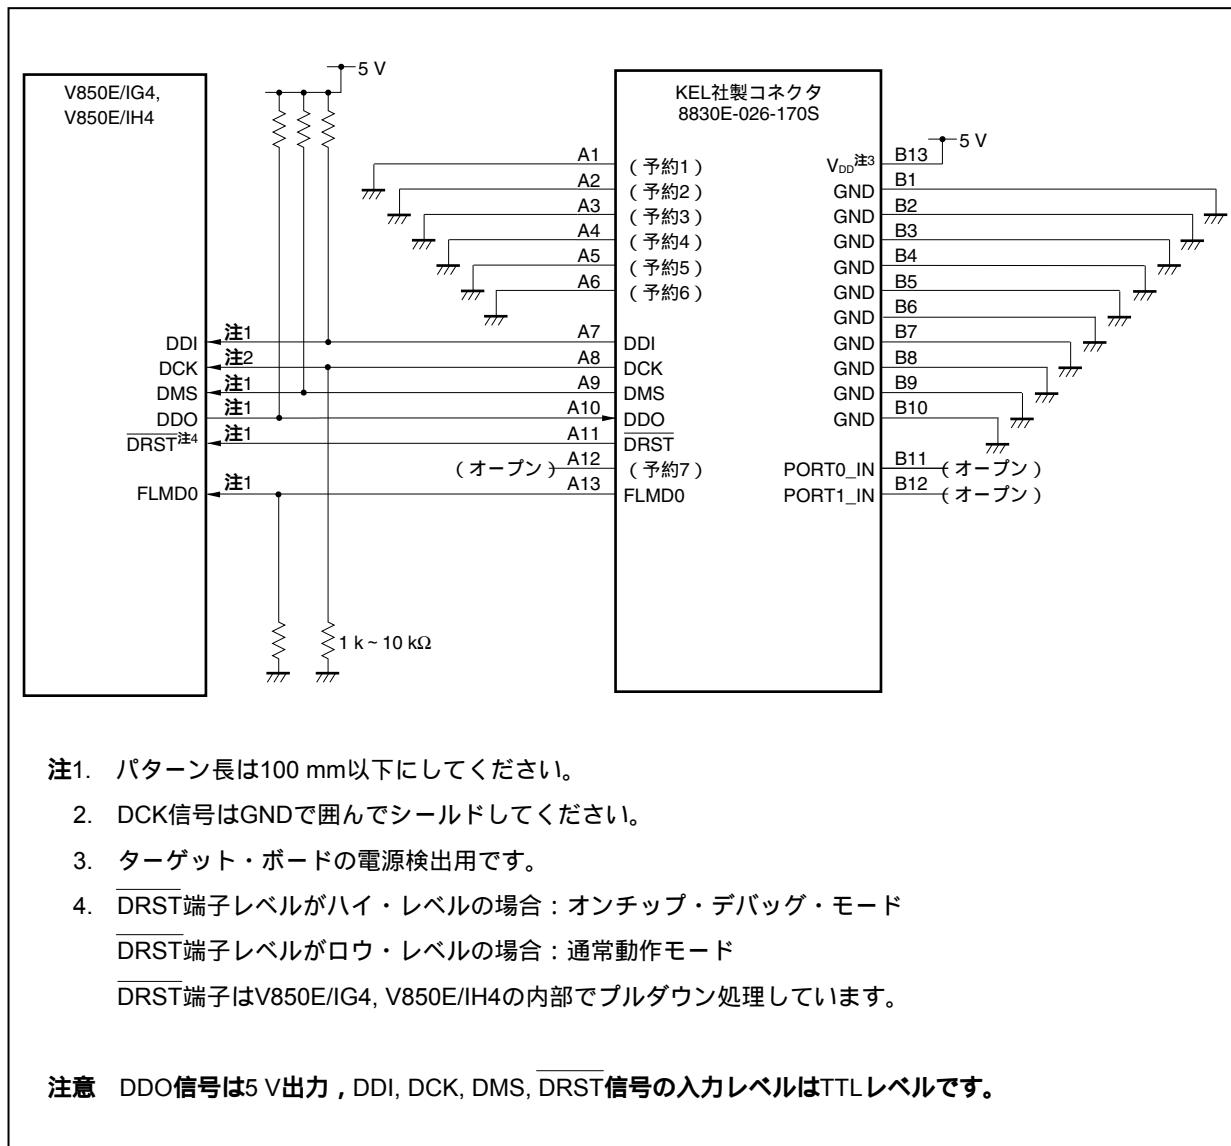 5 V
V850E/IG4,
V850E/IH4
KEL社製コネクタ
8830E-026-170S
A1 (予約1) VDD注3 B13 5 V
A2 (予約2) GND B1
A3 (予約3) GND B2
A4 (予約4) GND B3
A5 (予約5) GND B4
A6 (予約6) GND B5
GND B6
DDI 注1 A7 DDI GND B7
DCK 注2 A8 DCK GND B8
DMS 注1 A9 DMS GND B9
DDO 注1 A10 DDO GND B10
DRST注4 注1 A11 DRST
(オープン) A12 (予約7) PORT0_IN B11 (オープン)
FLMD0 注1 A13 FLMD0 PORT1_IN B12 (オープン)
1 k ~ 10 kΩ
注1. パターン長は100 mm以下にしてください。
2. DCK信号はGNDで囲んでシールドしてください。
3. ターゲット・ボードの電源検出用です。
4. DRST端子レベルがハイ・レベルの場合：オンチップ・デバッグ・モード
DRST端子レベルがロウ・レベルの場合：通常動作モード
DRST端子はV850E/IG4, V850E/IH4の内部でプルダウン処理しています。
注意 DDO信号は5 V出力，DDI, DCK, DMS, DRST信号の入力レベルはTTLレベルです。